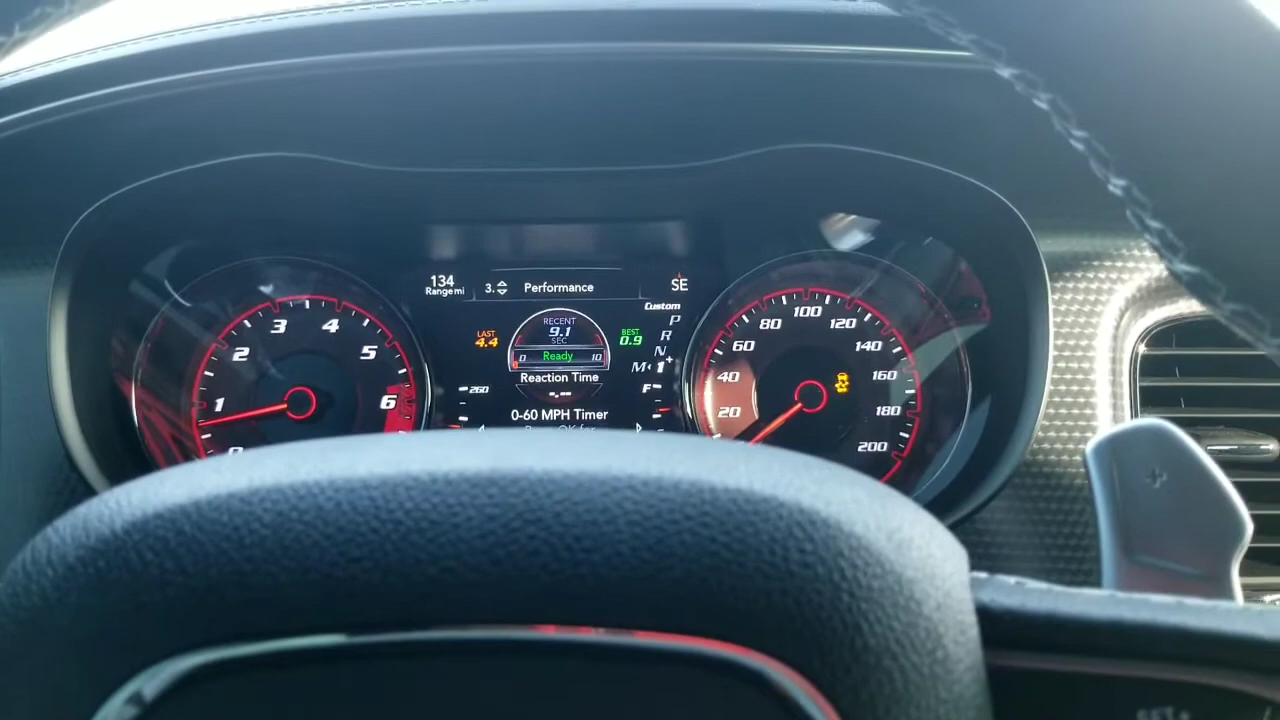 134
Range mi
3.
Performance
SE
Custom
RECENT
9.1
SEC
LAST
4.4
BEST
0.9
0
Ready
10
Reaction Time
-.--
0-60 MPH Timer
P
R
N
M
1
+
260
F
0
1
2
3
4
5
6
20
40
60
80
100
120
140
160
180
200
+